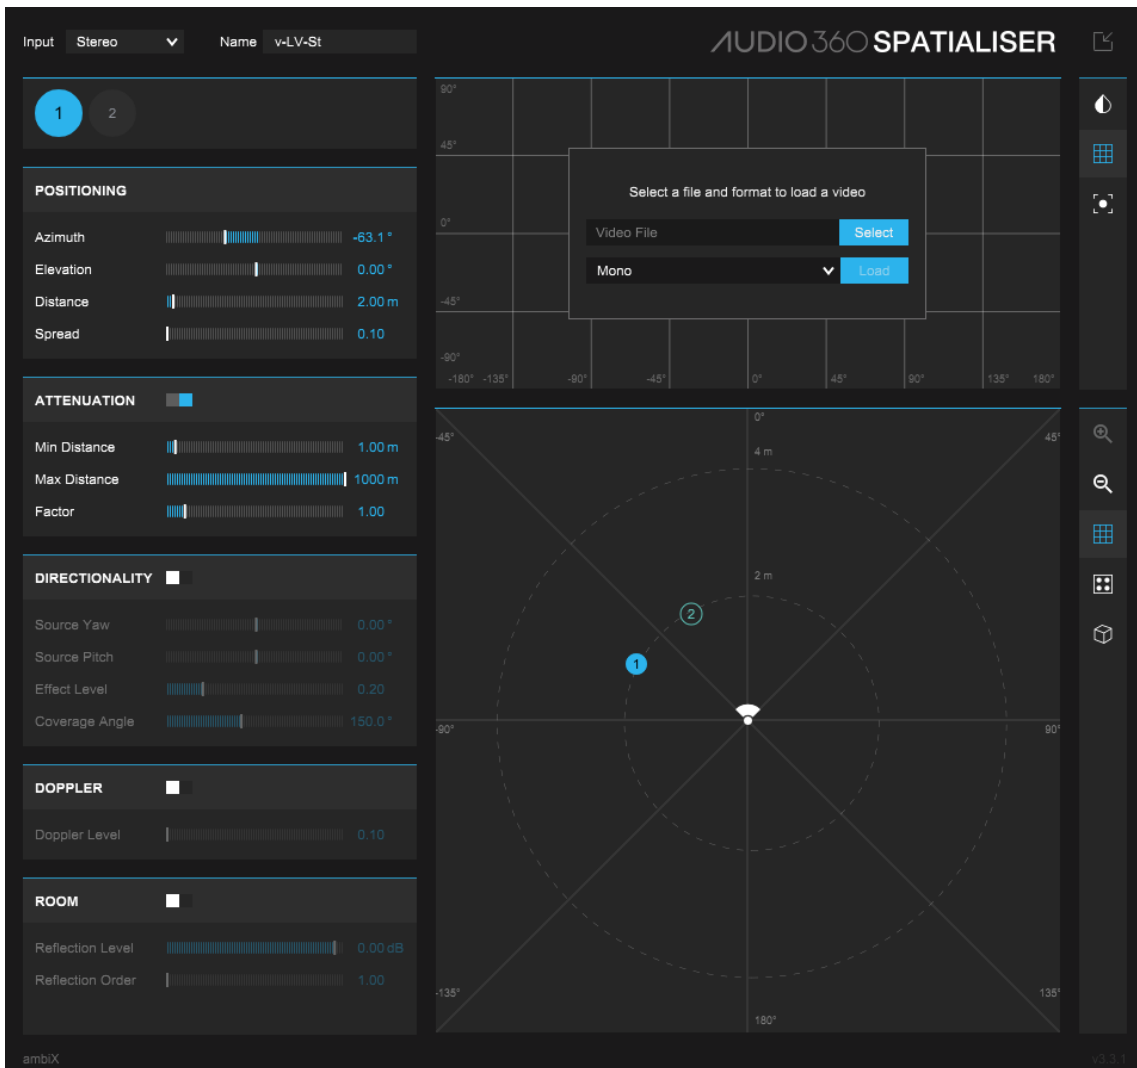 Input Stereo Name v-LV-St
AUDIO 360 SPATIALISER
1 2
POSITIONING
Azimuth -63.1°
Elevation 0.00°
Distance 2.00 m
Spread 0.10
ATTENUATION
Min Distance 1.00 m
Max Distance 1000 m
Factor 1.00
DIRECTIONALITY
Source Yaw 0.00°
Source Pitch 0.00°
Effect Level 0.20
Coverage Angle 150.0°
DOPPLER
Doppler Level 0.10
ROOM
Reflection Level 0.00 dB
Reflection Order 1.00
ambiX
90°
45°
0°
-45°
-90°
-180° -135° -90° -45° 0° 45° 90° 135° 180°
Select a file and format to load a video
Video File Select
Mono Load
0°
-45° 45°
4 m
2 m
2
1
-90° 90°
-135° 135°
180°
v3.3.1